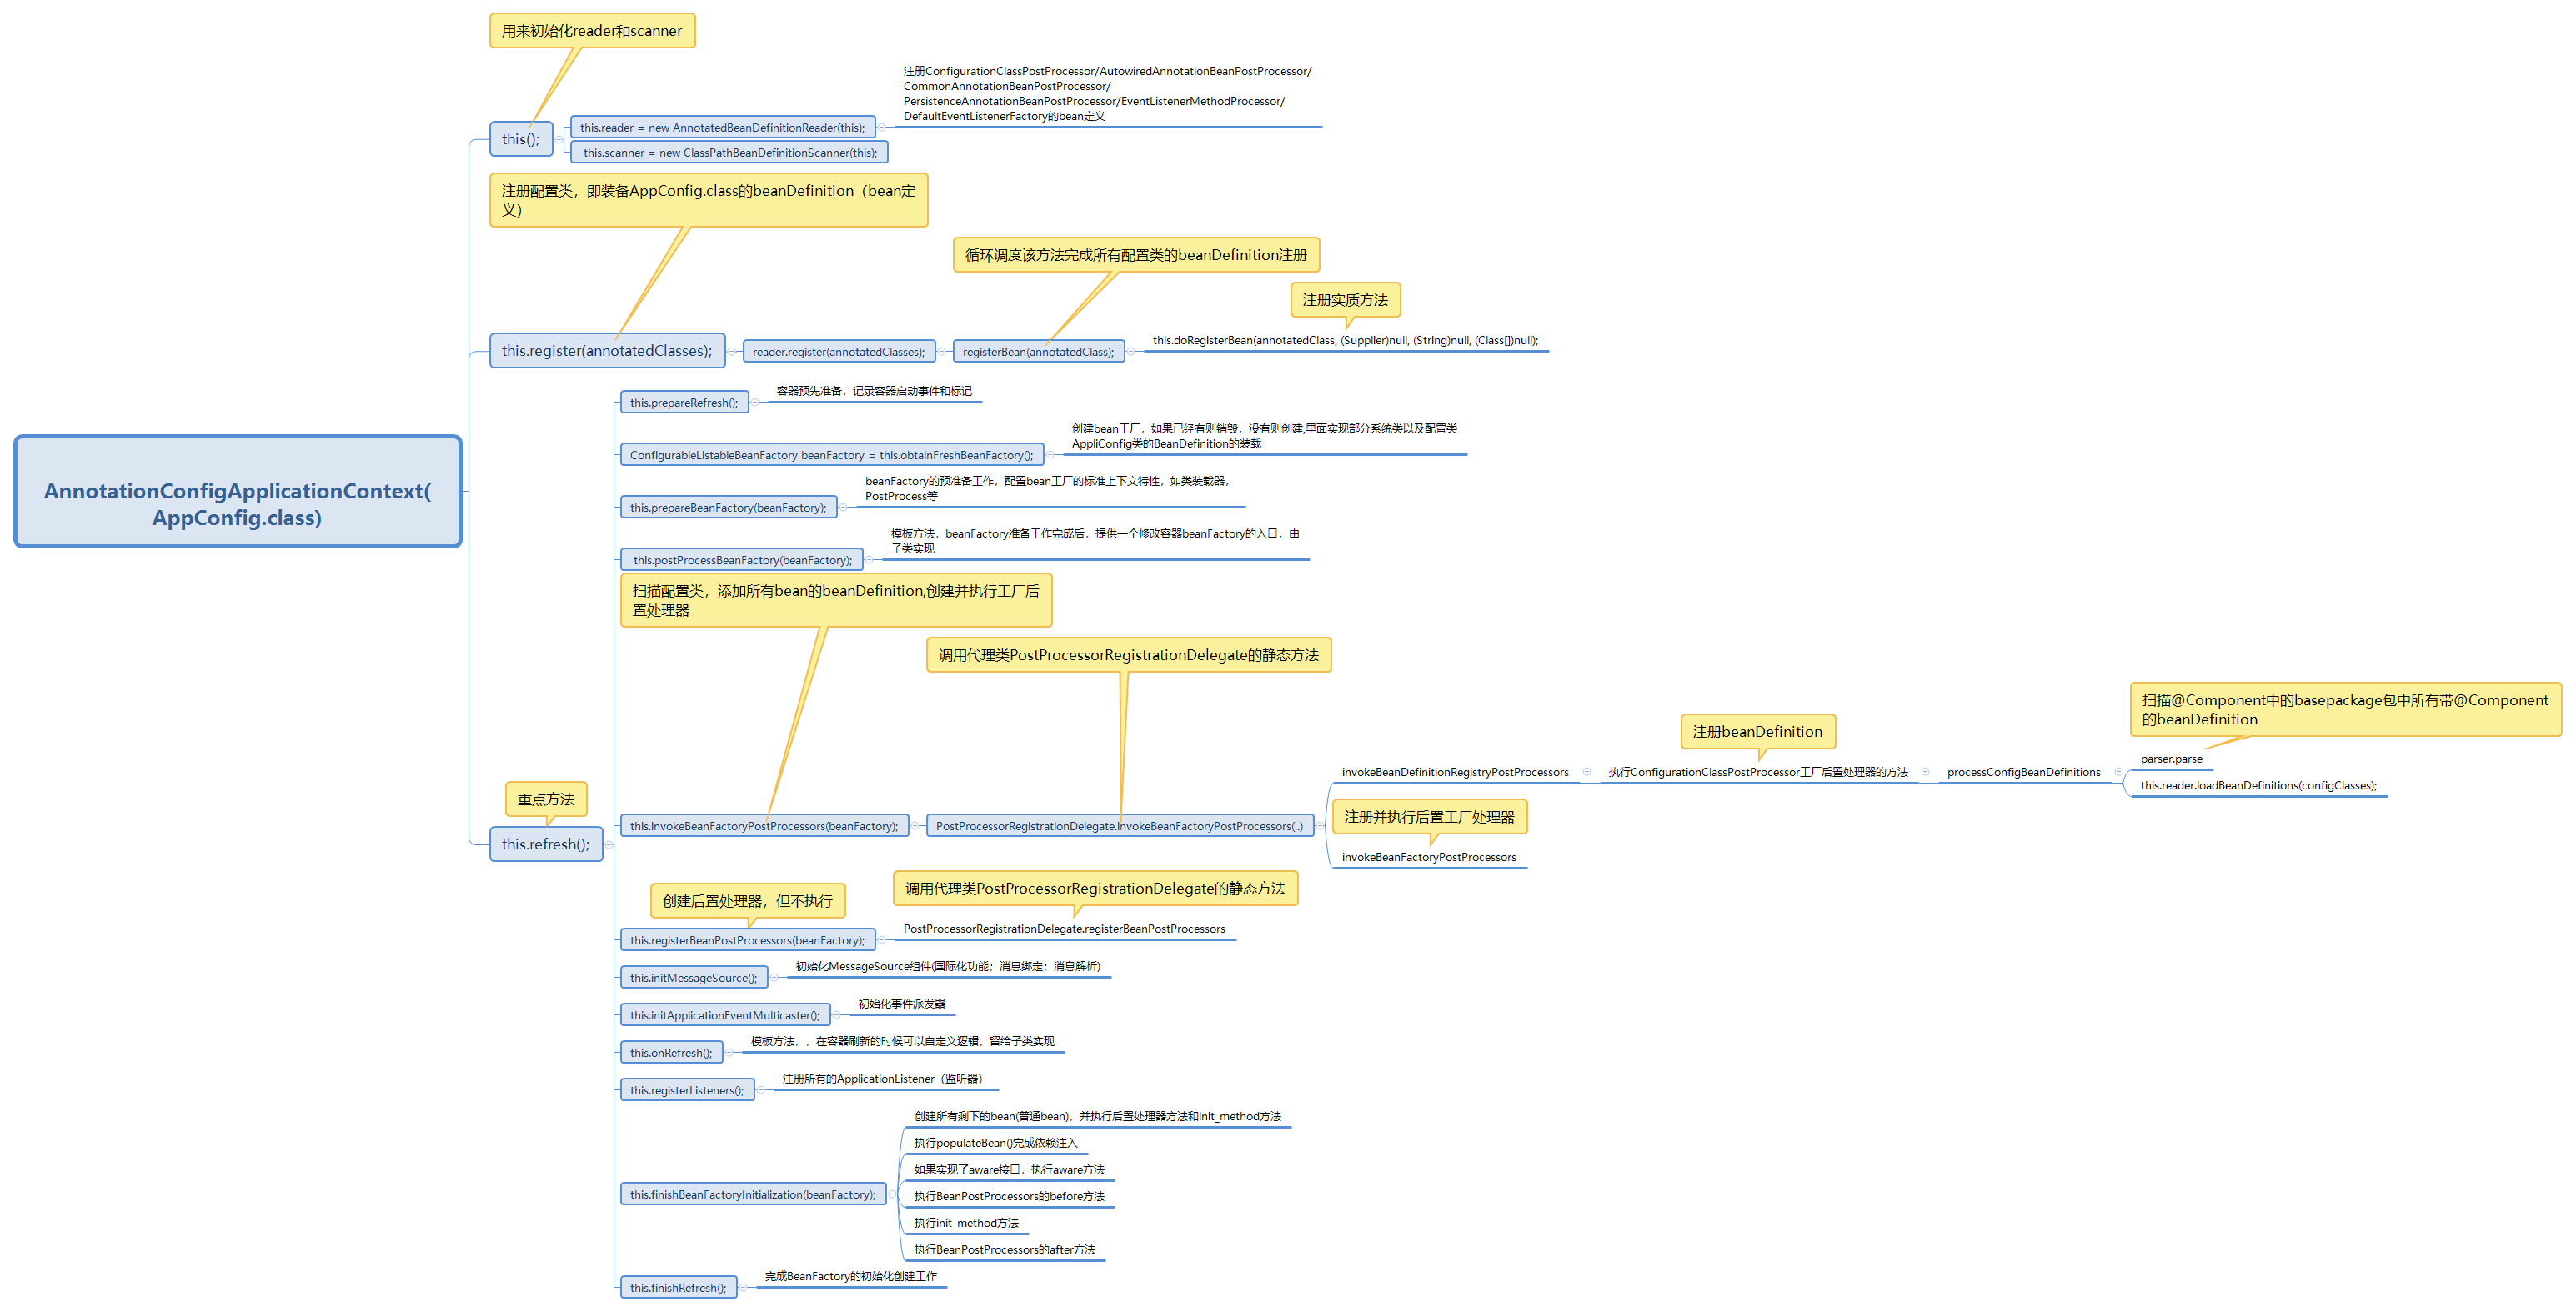 用来初始化reader和scanner
注册ConfigurationClassPostProcessor/AutowiredAnnotationBeanPostProcessor/
CommonAnnotationBeanPostProcessor/
PersistenceAnnotationBeanPostProcessor/EventListenerMethodProcessor/
DefaultEventListenerFactory的bean定义
this();
this.reader = new AnnotatedBeanDefinitionReader(this);
this.scanner = new ClassPathBeanDefinitionScanner(this);
注册配置类，即装备AppConfig.class的beanDefinition（bean定
义）
循环调度该方法完成所有配置类的beanDefinition注册
注册实质方法
this.register(annotatedClasses);
reader.register(annotatedClasses);
registerBean(annotatedClass);
this.doRegisterBean(annotatedClass, (Supplier)null, (String)null, (Class[])null);
this.prepareRefresh();
容器预先准备，记录容器启动事件和标记
AnnotationConfigApplicationContext(
AppConfig.class)
创建bean工厂，如果已经有则销毁，没有则创建,里面实现部分系统类以及配置类
AppliConfig类的BeanDefinition的装载
ConfigurableListableBeanFactory beanFactory = this.obtainFreshBeanFactory();
beanFactory的预准备工作，配置bean工厂的标准上下文特性，如类装载器，
PostProcess等
this.prepareBeanFactory(beanFactory);
模板方法，beanFactory准备工作完成后，提供一个修改容器beanFactory的入口，由
子类实现
this.postProcessBeanFactory(beanFactory);
扫描配置类，添加所有bean的beanDefinition,创建并执行工厂后
置处理器
调用代理类PostProcessorRegistrationDelegate的静态方法
扫描@Component中的basepackage包中所有带@Component
的beanDefinition
注册beanDefinition
invokeBeanDefinitionRegistryPostProcessors
执行ConfigurationClassPostProcessor工厂后置处理器的方法
processConfigBeanDefinitions
parser.parse
this.reader.loadBeanDefinitions(configClasses);
重点方法
this.refresh();
this.invokeBeanFactoryPostProcessors(beanFactory);
PostProcessorRegistrationDelegate.invokeBeanFactoryPostProcessors(..)
注册并执行后置工厂处理器
invokeBeanFactoryPostProcessors
创建后置处理器，但不执行
调用代理类PostProcessorRegistrationDelegate的静态方法
this.registerBeanPostProcessors(beanFactory);
PostProcessorRegistrationDelegate.registerBeanPostProcessors
this.initMessageSource();
初始化MessageSource组件(国际化功能；消息绑定；消息解析)
this.initApplicationEventMulticaster();
初始化事件派发器
this.onRefresh();
模板方法，，在容器刷新的时候可以自定义逻辑，留给子类实现
this.registerListeners();
注册所有的ApplicationListener（监听器）
this.finishBeanFactoryInitialization(beanFactory);
创建所有剩下的bean(普通bean)，并执行后置处理器方法和init_method方法
执行populateBean()完成依赖注入
如果实现了aware接口，执行aware方法
执行BeanPostProcessors的before方法
执行init_method方法
执行BeanPostProcessors的after方法
this.finishRefresh();
完成BeanFactory的初始化创建工作